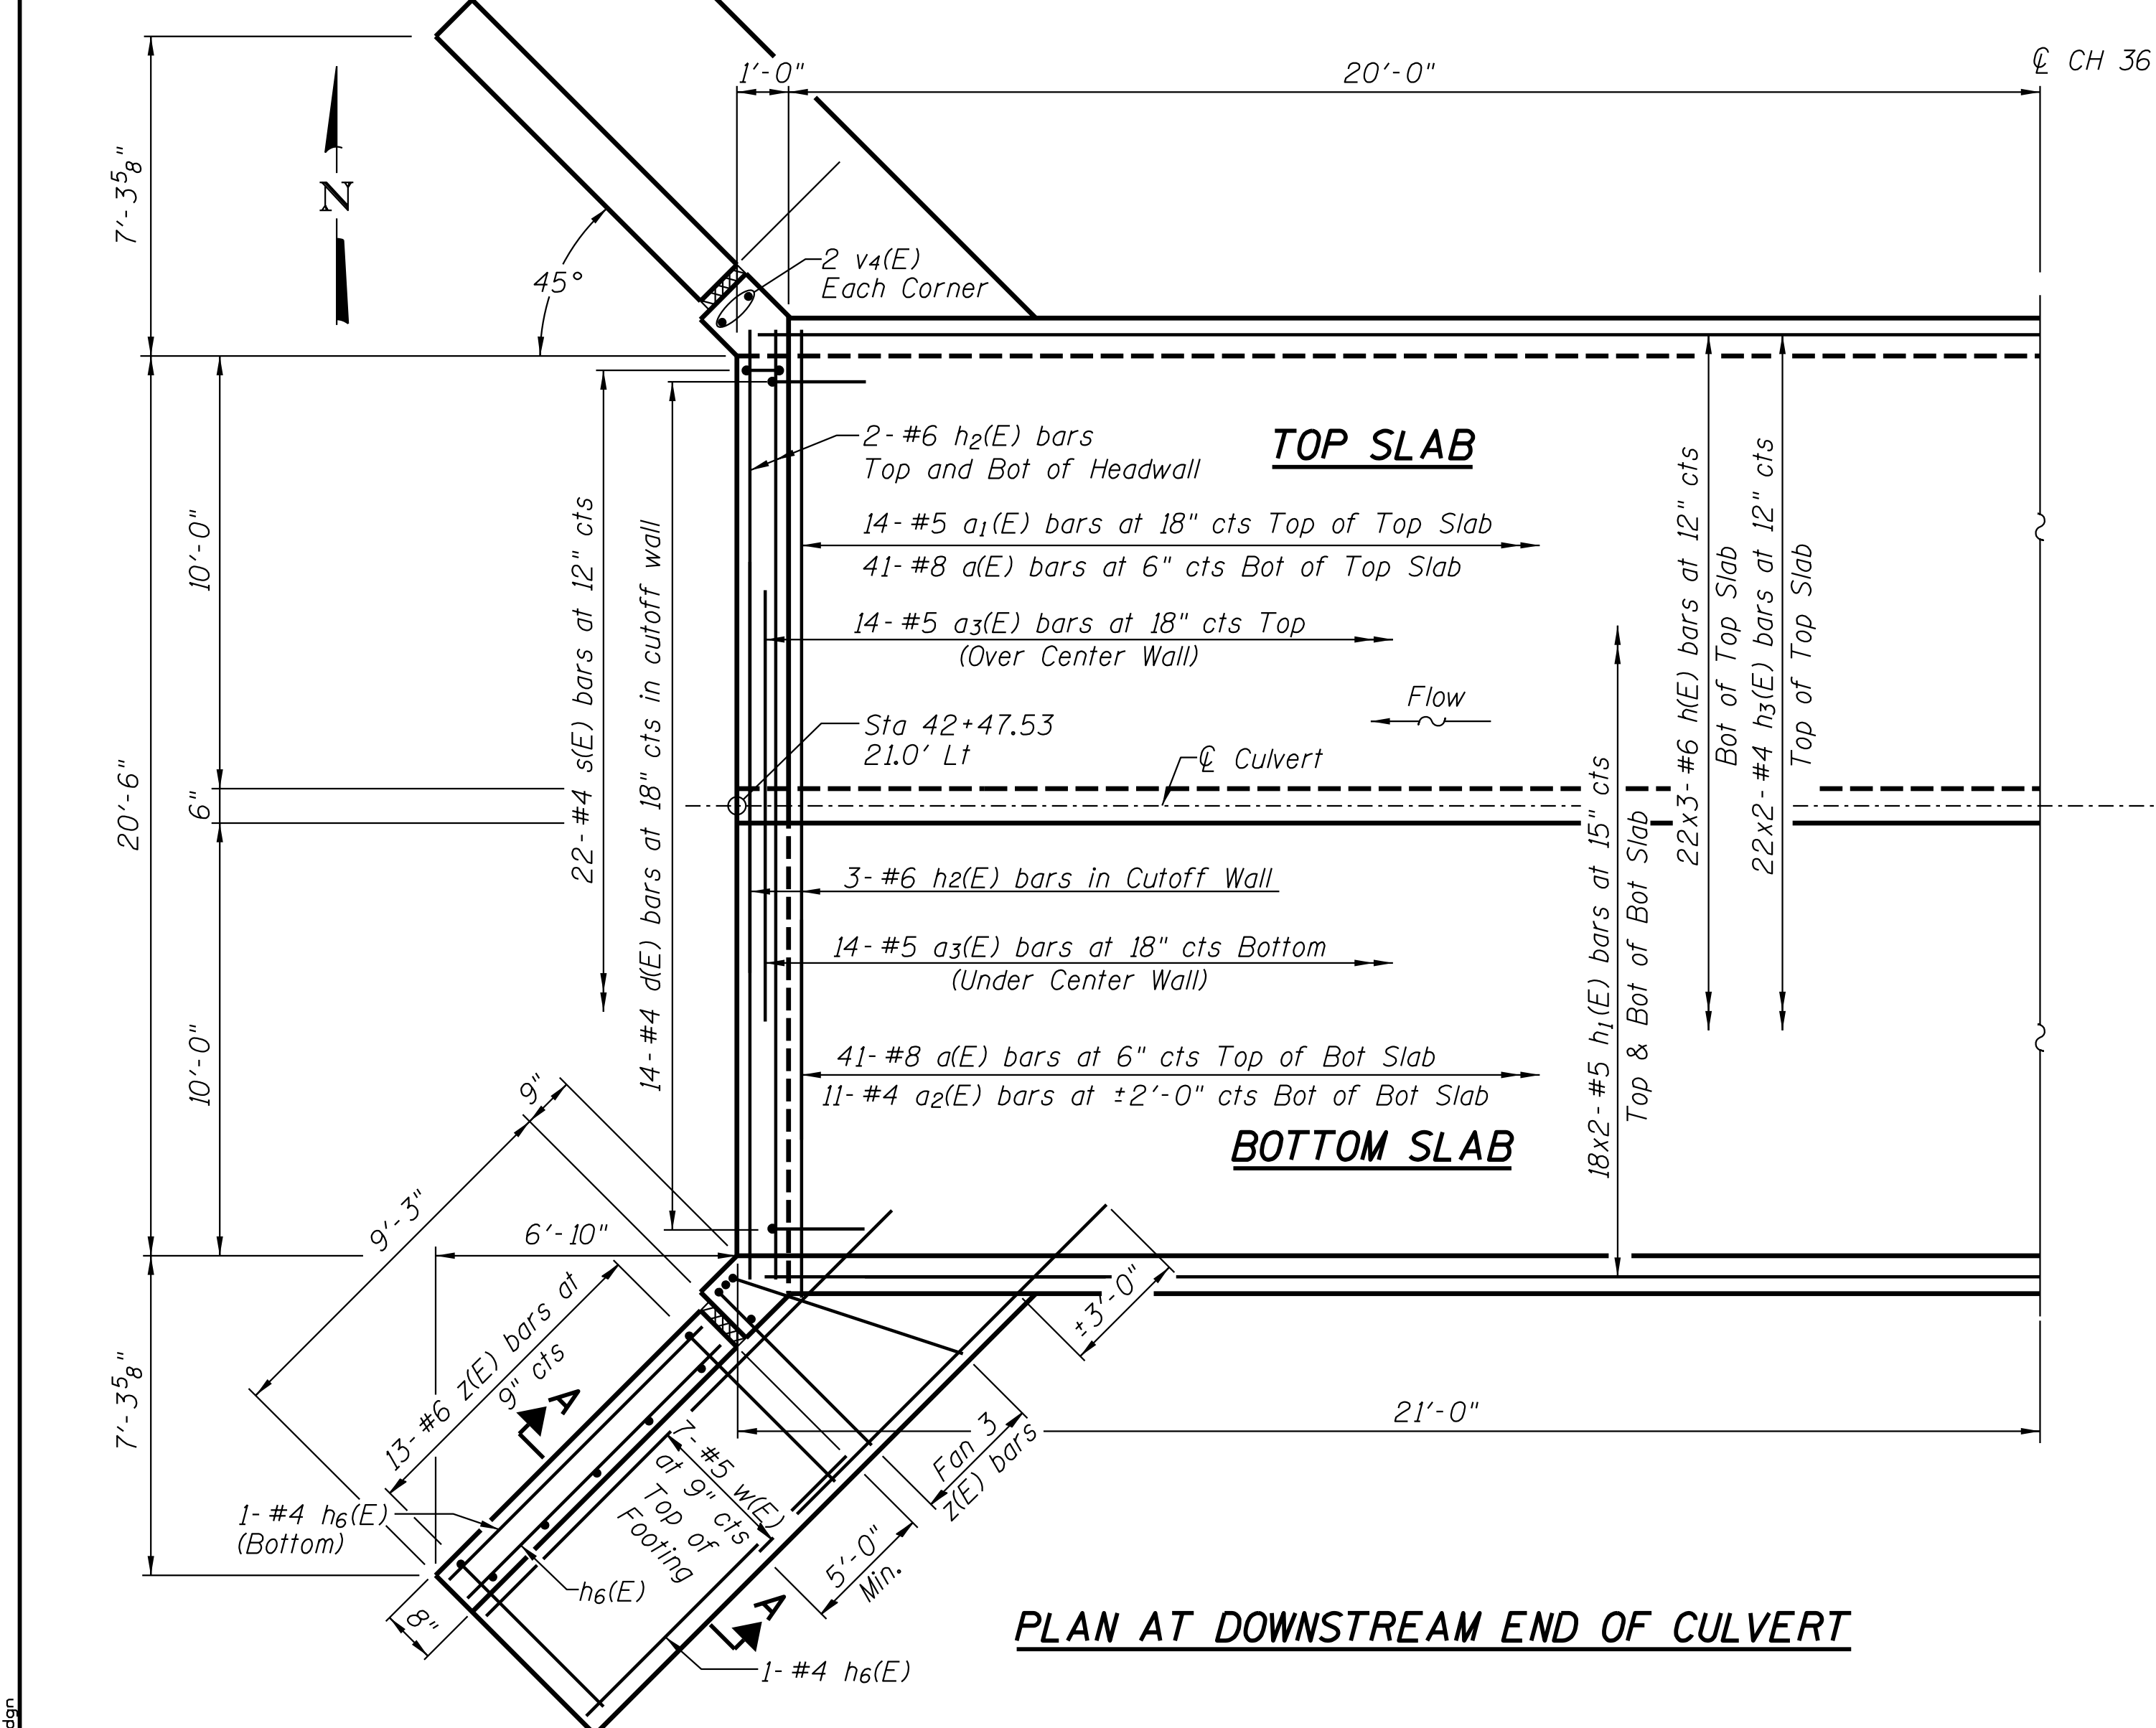 ℄ CH 36
1'-0"
20'-0"
7'-3 5/8"
N
45°
2 v4(E)
Each Corner
2-#6 h2(E) bars
Top and Bot of Headwall
TOP SLAB
14-#5 a1(E) bars at 18" cts Top of Top Slab
41-#8 a(E) bars at 6" cts Bot of Top Slab
14-#5 a3(E) bars at 18" cts Top
(Over Center Wall)
Flow
Sta 42+47.53
21.0' Lt
℄ Culvert
10'-0"
6"
20'-6"
10'-0"
22-#4 s(E) bars at 12" cts
14-#4 d(E) bars at 18" cts in cutoff wall
18x2-#5 h1(E) bars at 15" cts
Top & Bot of Bot Slab
22x3-#6 h(E) bars at 12" cts
Bot of Top Slab
22x2-#4 h3(E) bars at 12" cts
Top of Top Slab
3-#6 h2(E) bars in Cutoff Wall
14-#5 a3(E) bars at 18" cts Bottom
(Under Center Wall)
41-#8 a(E) bars at 6" cts Top of Bot Slab
11-#4 a2(E) bars at ±2'-0" cts Bot of Bot Slab
BOTTOM SLAB
9"
9'-3"
6'-10"
13-#6 z(E) bars at
9" cts
A
7'-3 5/8"
±3'-0"
21'-0"
Fan 3
z(E) bars
7-#5 w(E)
at 9" cts
Top of
Footing
5'-0"
Min.
1-#4 h6(E)
(Bottom)
h6(E)
8"
A
1-#4 h6(E)
PLAN AT DOWNSTREAM END OF CULVERT
dgn